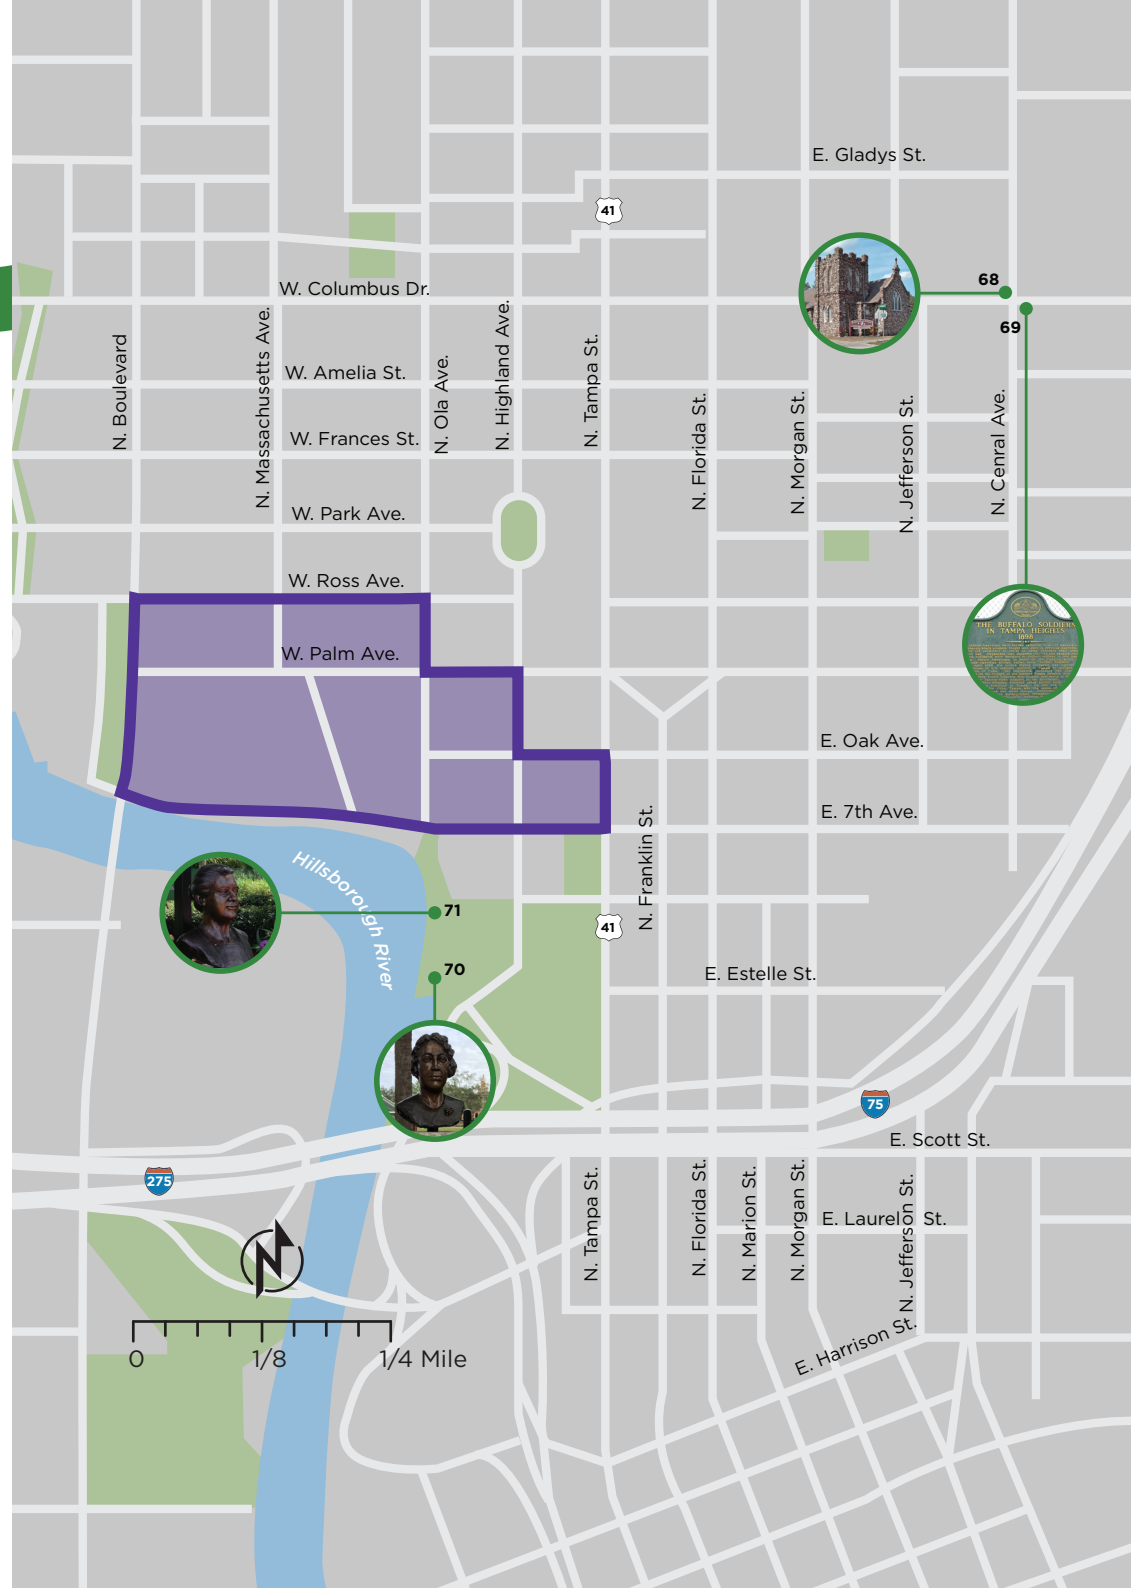 E. Gladys St.
41
W. Columbus Dr.
68
69
N. Boulevard
N. Massachusetts Ave.
W. Amelia St.
N. Ola Ave.
N. Highland Ave.
N. Tampa St.
N. Florida St.
N. Morgan St.
N. Jefferson St.
N. Cenral Ave.
W. Frances St.
W. Park Ave.
W. Ross Ave.
THE BUFFALO SOLDIERS
IN TAMPA HEIGHTS
1898
W. Palm Ave.
E. Oak Ave.
E. 7th Ave.
N. Franklin St.
Hillsborough River
71
41
70
E. Estelle St.
75
E. Scott St.
275
N. Tampa St.
N. Florida St.
N. Marion St.
N. Morgan St.
E. Laurel St.
N. Jefferson St.
N
E. Harrison St.
0 1/8 1/4 Mile